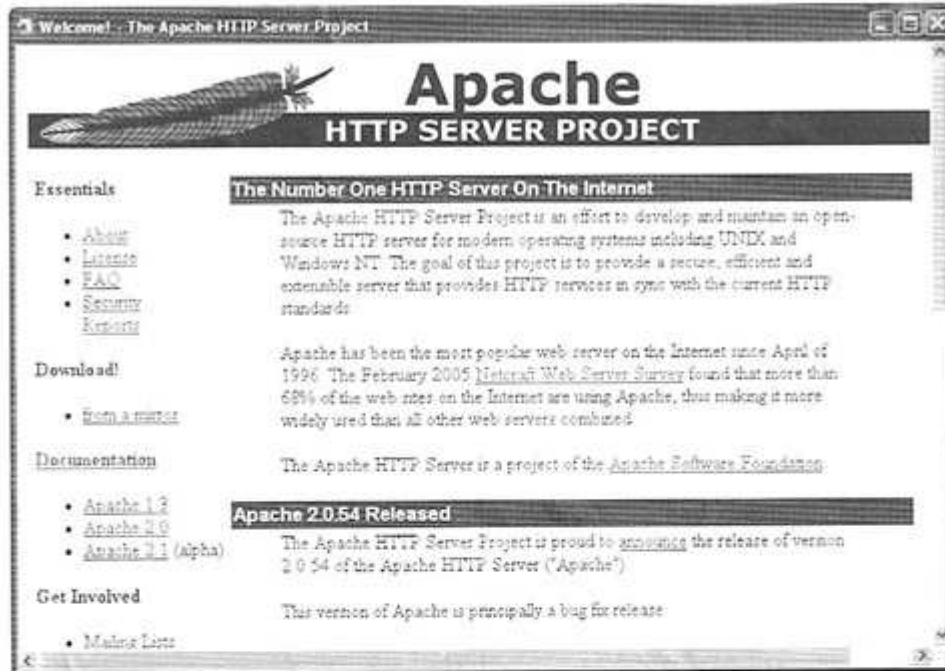 Welcome! - The Apache HTTP Server Project
Apache
HTTP SERVER PROJECT
Essentials
• About
• License
• FAQ
• Security
Reports
Download!
• from a mirror
Documentation
• Apache 1.3
• Apache 2.0
• Apache 2.1 (alpha)
Get Involved
• Mailing Lists
The Number One HTTP Server On The Internet
The Apache HTTP Server Project is an effort to develop and maintain an open-
source HTTP server for modern operating systems including UNIX and
Windows NT. The goal of this project is to provide a secure, efficient and
extensible server that provides HTTP services in sync with the current HTTP
standards.
Apache has been the most popular web server on the Internet since April of
1996. The February 2005 Netcraft Web Server Survey found that more than
68% of the web sites on the Internet are using Apache, thus making it more
widely used than all other web servers combined.
The Apache HTTP Server is a project of the Apache Software Foundation.
Apache 2.0.54 Released
The Apache HTTP Server Project is proud to announce the release of version
2.0.54 of the Apache HTTP Server ("Apache").
This version of Apache is principally a bug fix release.